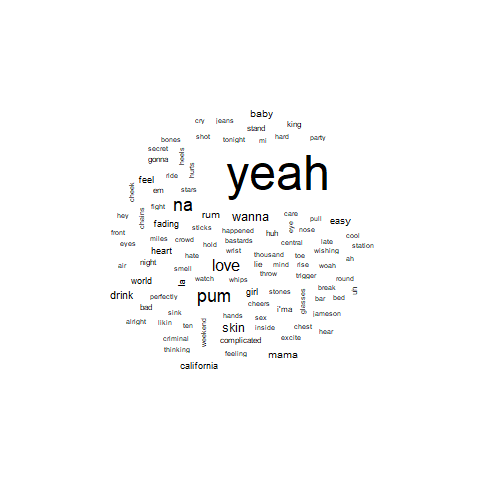 baby
cry jeans
king
stand
party
shot
tonight
mi
hard
bones
secret
gonna
heels
hurts
yeah
ride
feel
cheek
em
stars
na
fight
hey
chains
rum
wanna
care
pull
easy
eye
fading
sticks
happened
huh
nose
front
miles
crowd
hold
bastards
central
late
cool
eyes
station
heart
hate
wrist
thousand
toe
wishing
air
night
smell
love
lie
mind
rise
woah
ah
world
la
watch
whips
throw
trigger
round
drink
perfectly
pum
girl
stones
glasses
break
uh
bar
bed
bad
sink
cheers
i'ma
jameson
alright
likin
ten
hands
sex
skin
inside
chest
hear
criminal
weekend
complicated
excite
thinking
feeling
mama
california